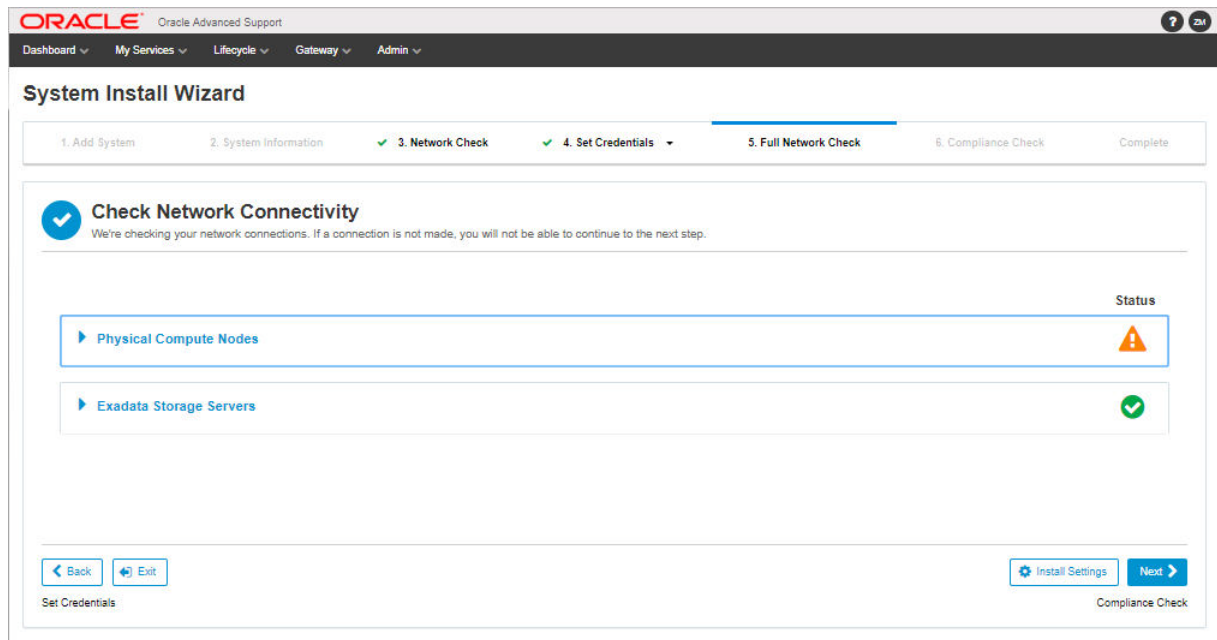 ORACLE Oracle Advanced Support ? ZM
Dashboard My Services Lifecycle Gateway Admin
System Install Wizard
1. Add System 2. System Information 3. Network Check 4. Set Credentials 5. Full Network Check 6. Compliance Check Complete
Check Network Connectivity
We're checking your network connections. If a connection is not made, you will not be able to continue to the next step.
Status
Physical Compute Nodes
Exadata Storage Servers
Back Exit Install Settings Next
Set Credentials Compliance Check